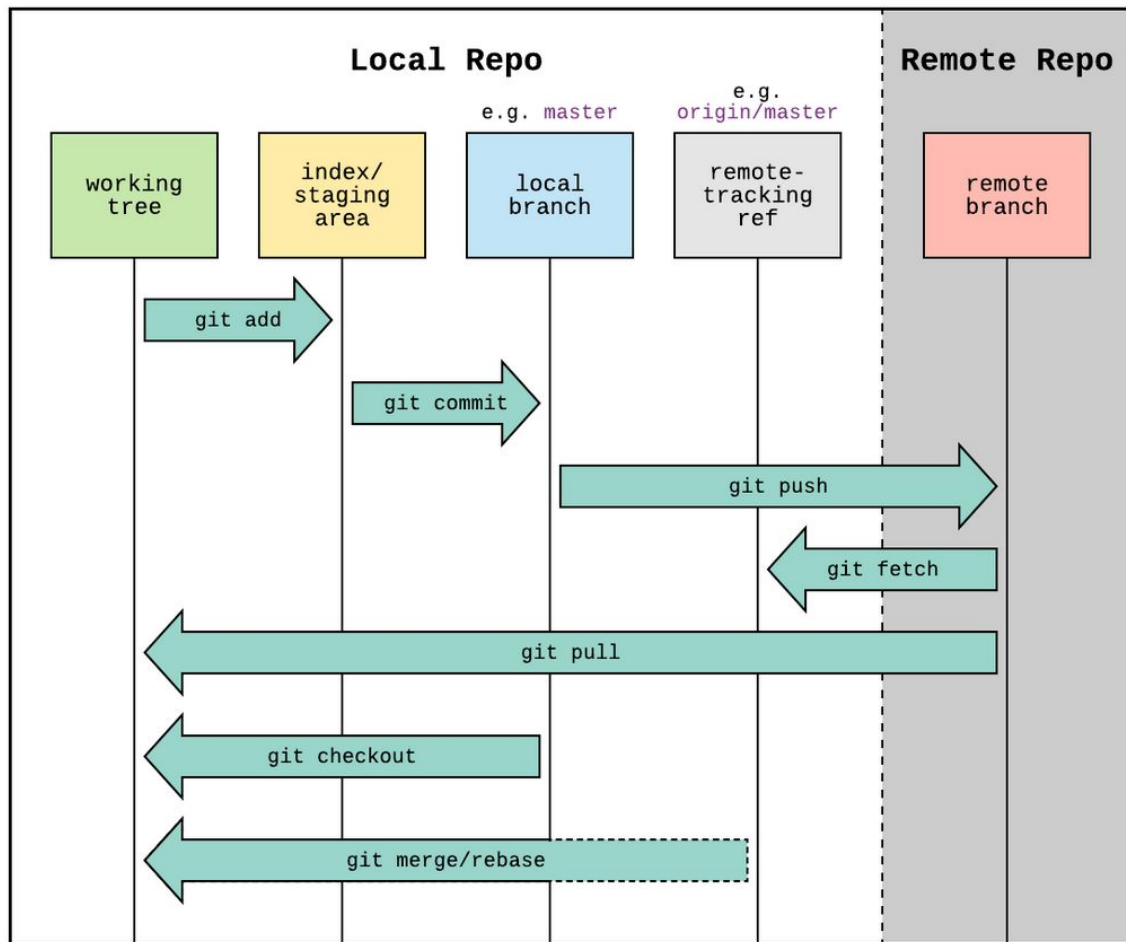 Local Repo
Remote Repo
e.g. master
e.g.
origin/master
working
tree
index/
staging
area
local
branch
remote-
tracking
ref
remote
branch
git add
git commit
git push
git fetch
git pull
git checkout
git merge/rebase